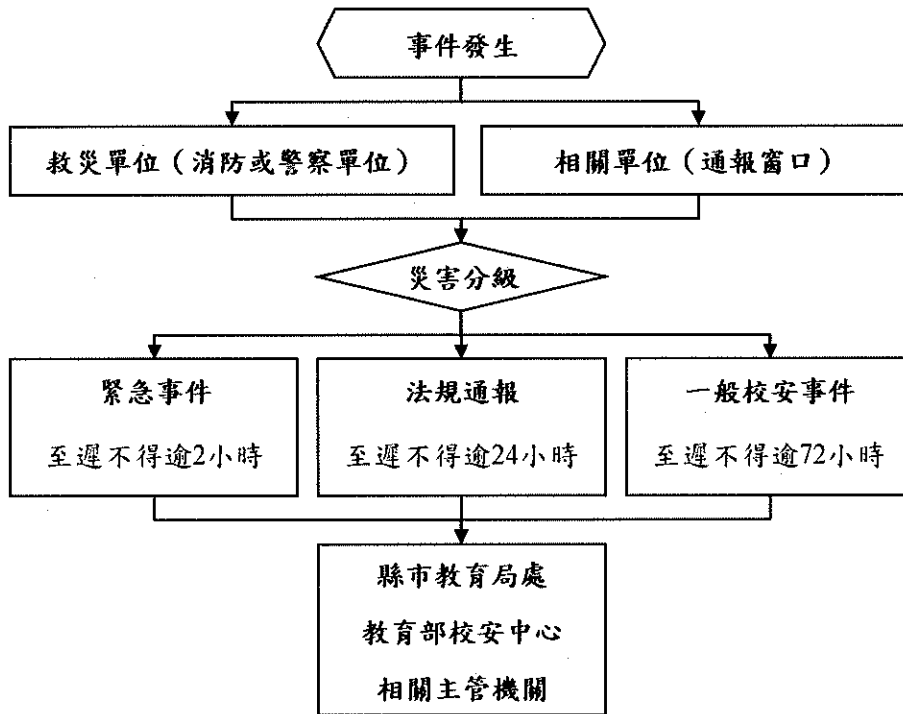 事件發生
救災單位（消防或警察單位）
相關單位（通報窗口）
災害分級
緊急事件
至遲不得逾2小時
法規通報
至遲不得逾24小時
一般校安事件
至遲不得逾72小時
縣市教育局處
教育部校安中心
相關主管機關